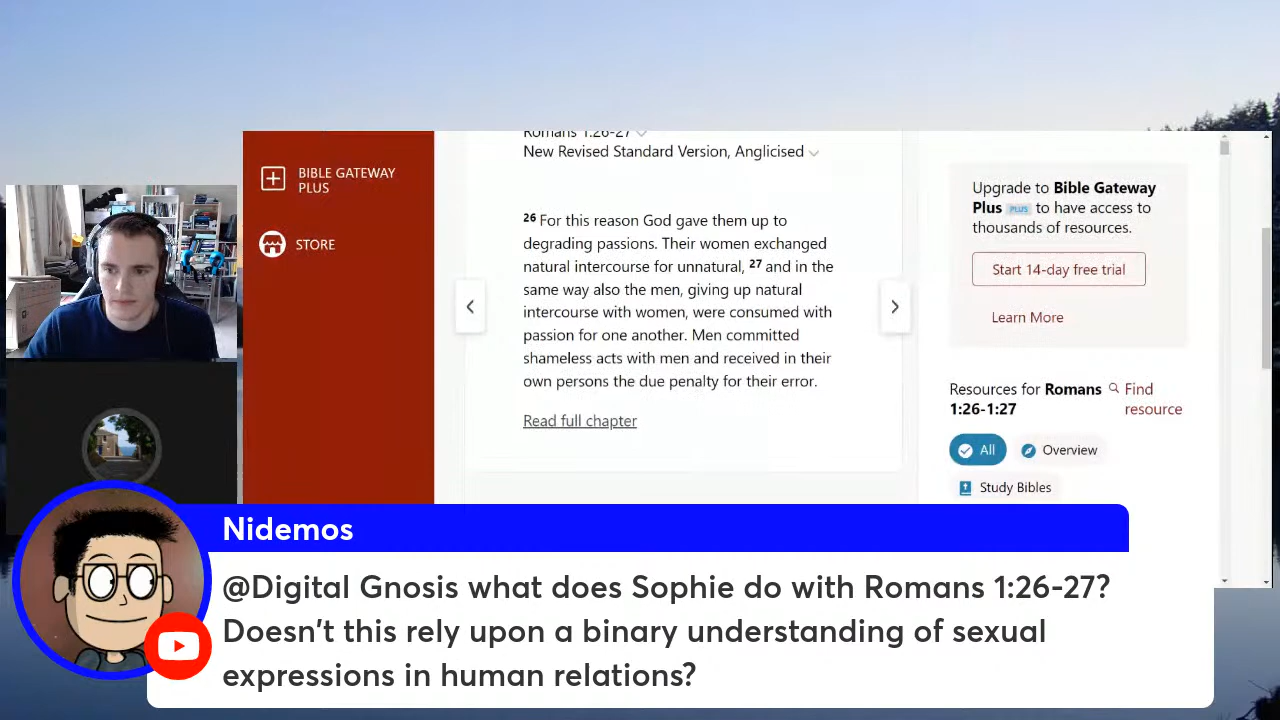 BIBLE GATEWAY
PLUS
STORE
Romans 1:26-27
New Revised Standard Version, Anglicised
26 For this reason God gave them up to
degrading passions. Their women exchanged
natural intercourse for unnatural, 27 and in the
same way also the men, giving up natural
intercourse with women, were consumed with
passion for one another. Men committed
shameless acts with men and received in their
own persons the due penalty for their error.
Read full chapter
Upgrade to Bible Gateway
Plus PLUS to have access to
thousands of resources.
Start 14-day free trial
Learn More
Resources for Romans
1:26-1:27
Find
resource
All
Overview
Study Bibles
Nidemos
@Digital Gnosis what does Sophie do with Romans 1:26-27?
Doesn't this rely upon a binary understanding of sexual
expressions in human relations?